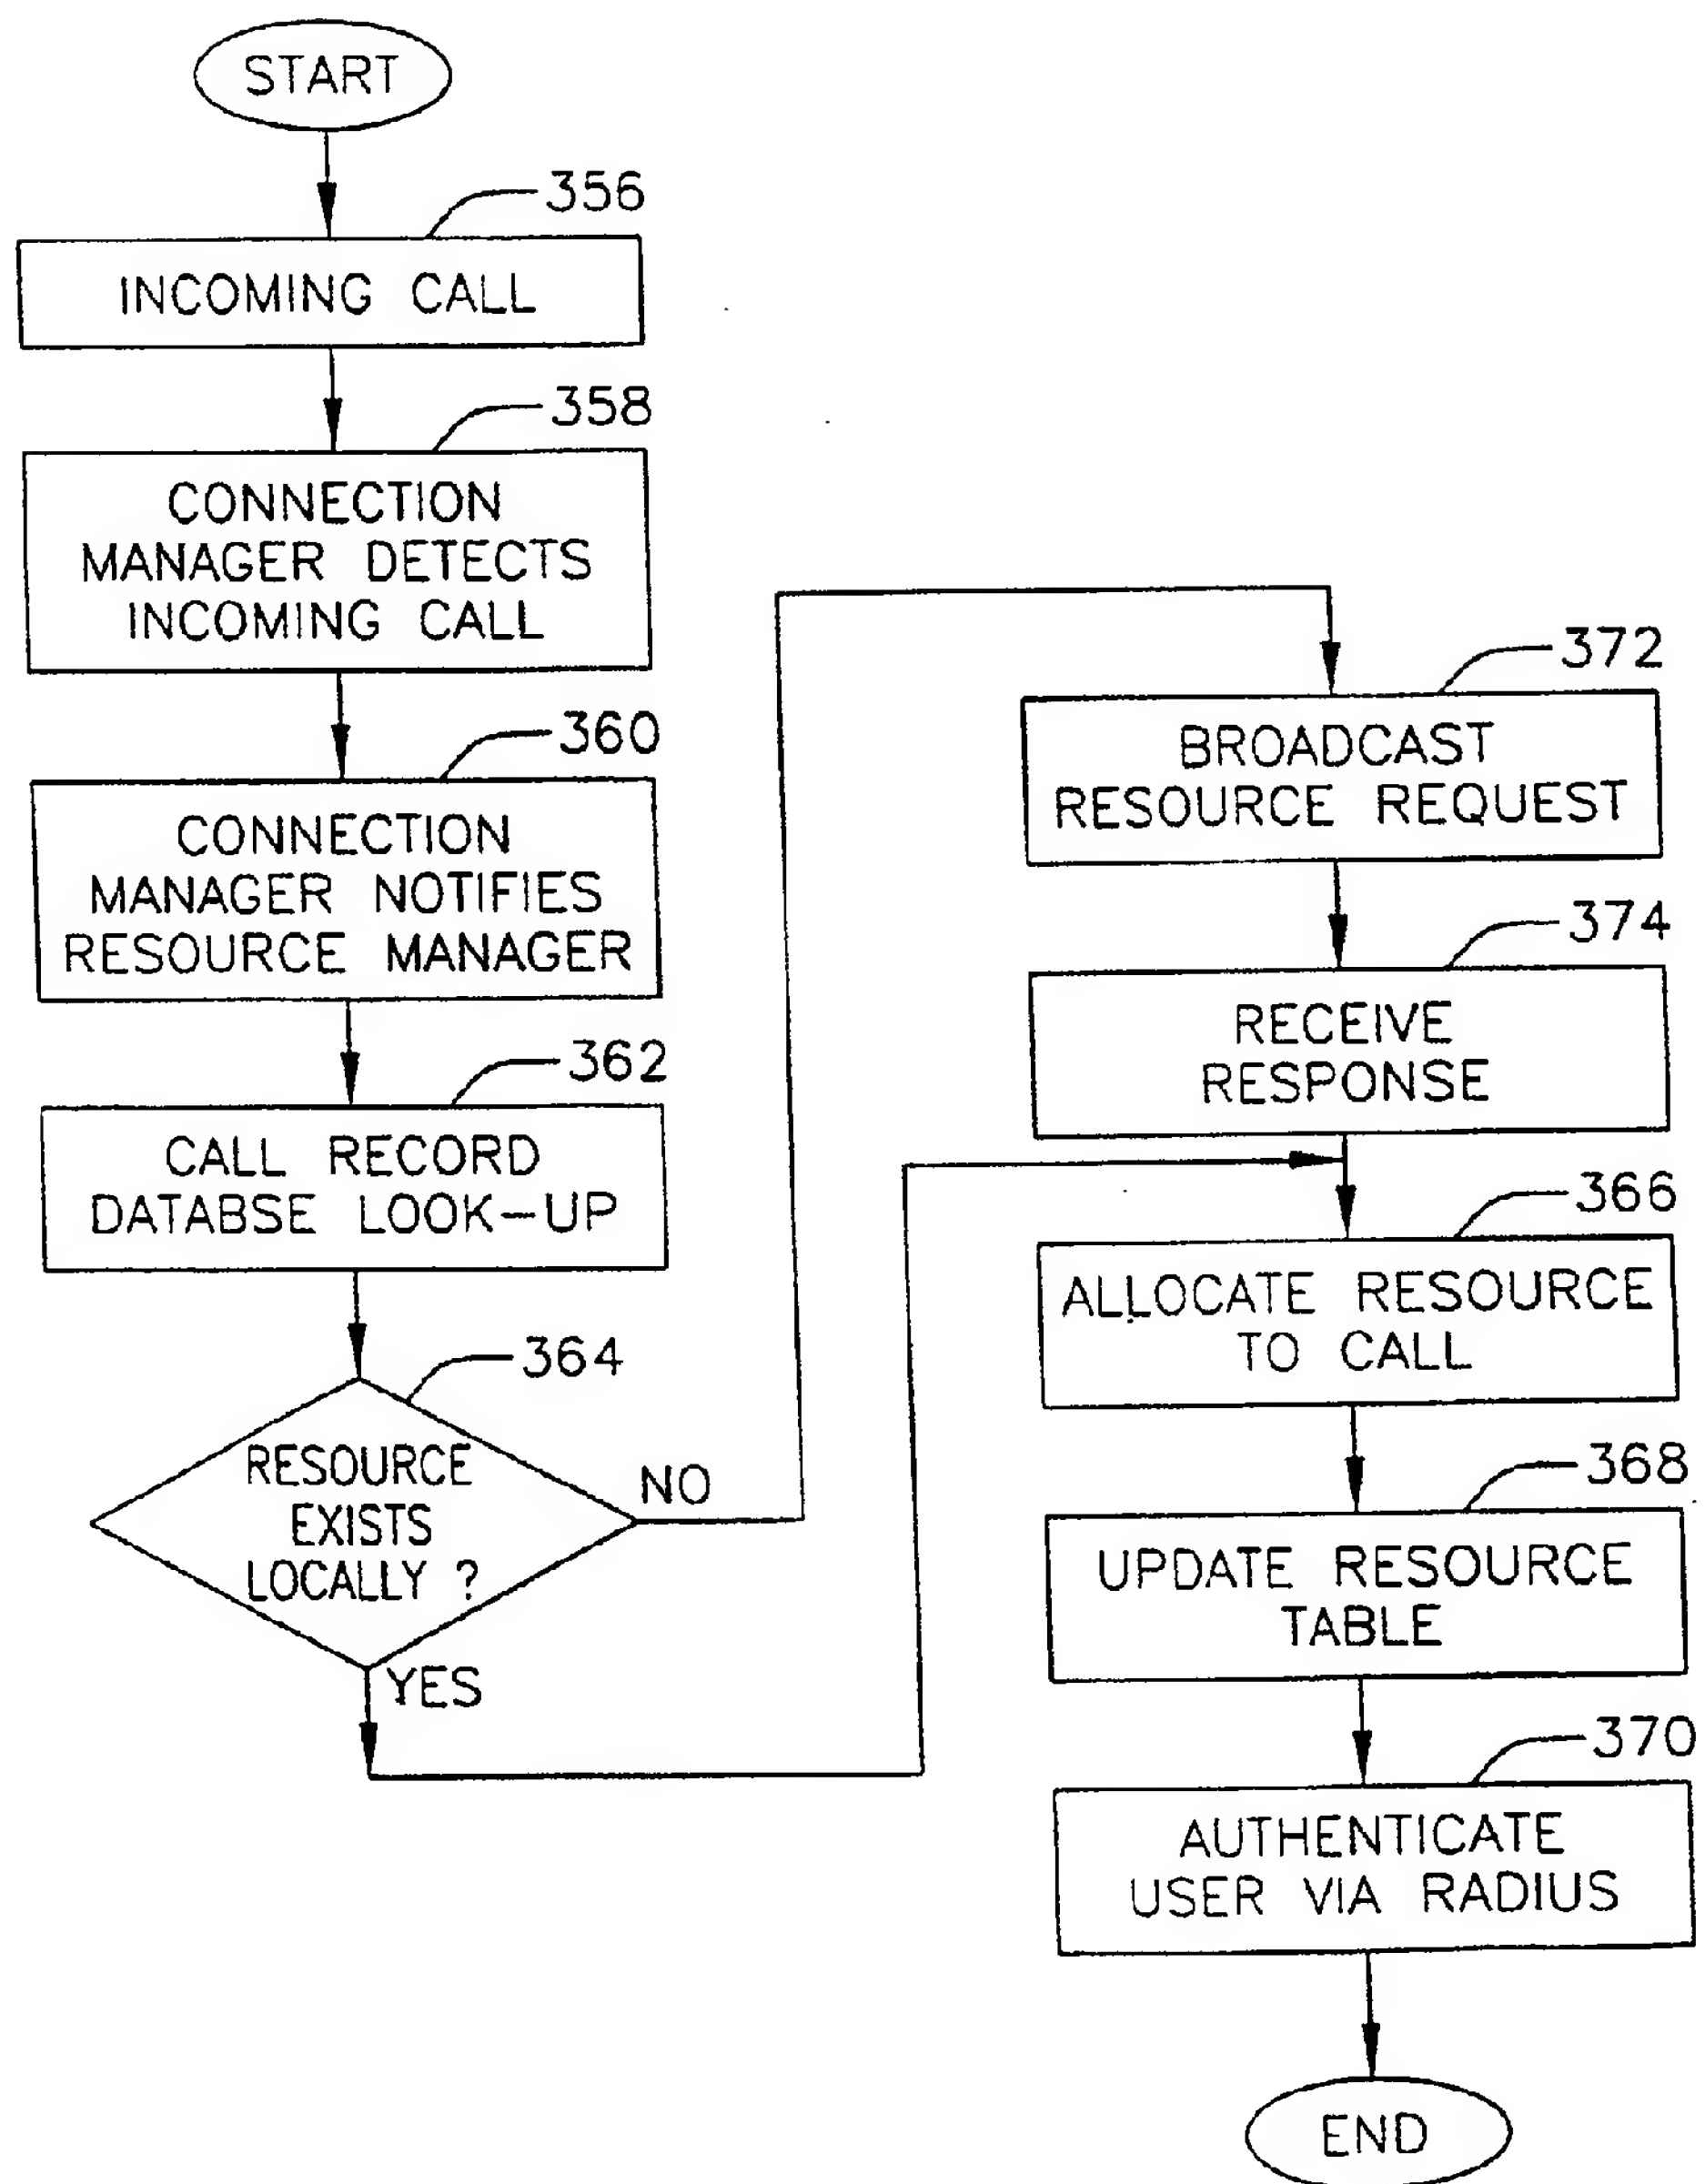 START
356
INCOMING CALL
358
CONNECTION
MANAGER DETECTS
INCOMING CALL
360
CONNECTION
MANAGER NOTIFIES
RESOURCE MANAGER
362
CALL RECORD
DATABSE LOOK-UP
364
RESOURCE
EXISTS
LOCALLY ?
NO
YES
372
BROADCAST
RESOURCE REQUEST
374
RECEIVE
RESPONSE
366
ALLOCATE RESOURCE
TO CALL
368
UPDATE RESOURCE
TABLE
370
AUTHENTICATE
USER VIA RADIUS
END